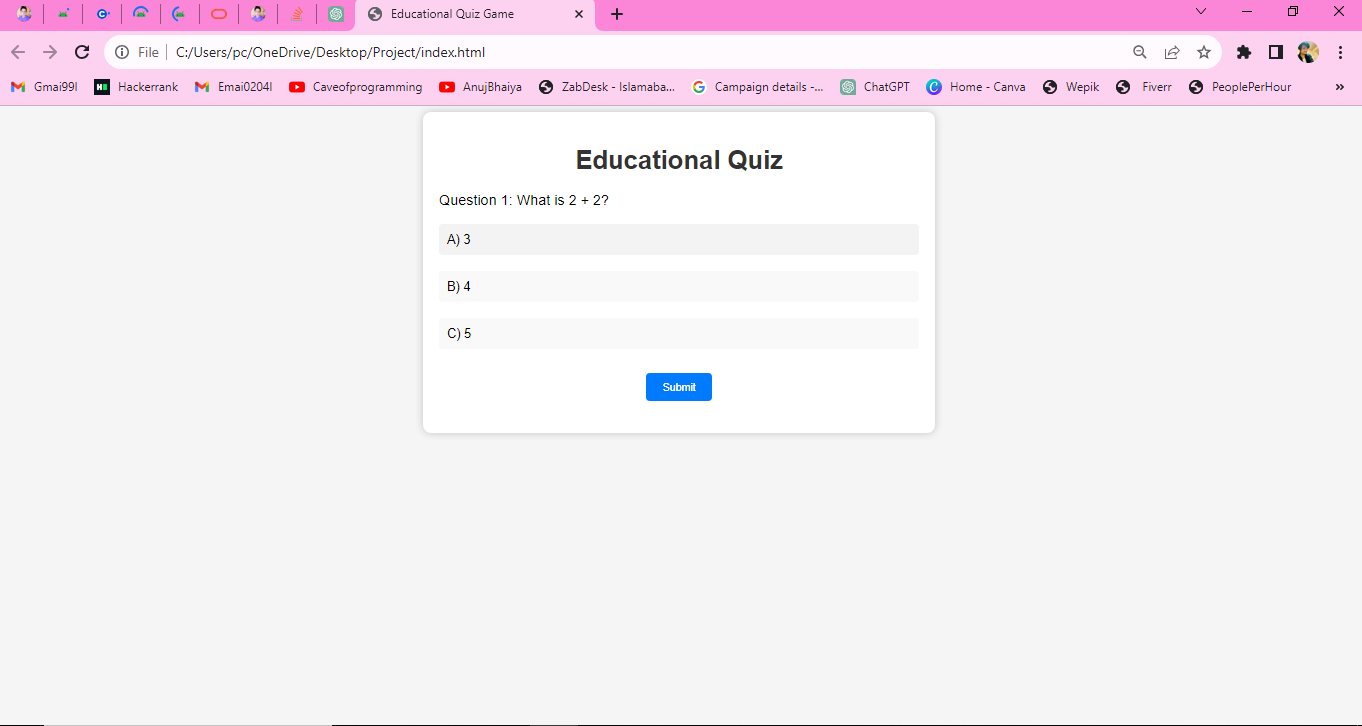 Educational Quiz Game
File C:/Users/pc/OneDrive/Desktop/Project/index.html
Gmai99l Hackerrank Emai0204l Caveofprogramming AnujBhaiya ZabDesk - Islamaba... Campaign details -... ChatGPT Home - Canva Wepik Fiverr PeoplePerHour »
Educational Quiz
Question 1: What is 2 + 2?
A) 3
B) 4
C) 5
Submit